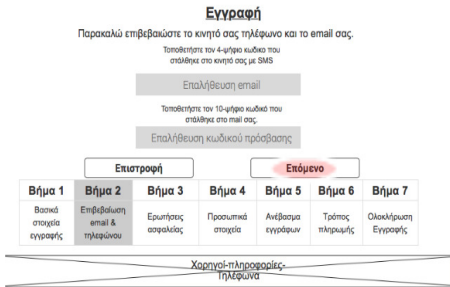 Εγγραφή
Παρακαλώ επιβεβαιώστε το κινητό σας τηλέφωνο και το email σας.
Τοποθετήστε τον 4-ψήφιο κωδικο που
στάλθηκε στο κινητό σας με SMS
Επαλήθευση email
Τοποθετήστε τον 10-ψήφιο κωδικό που
στάλθηκε στο mail σας.
Επαλήθευση κωδικού πρόσβασης
Επιστροφή Επόμενο
Βήμα 1 Βήμα 2 Βήμα 3 Βήμα 4 Βήμα 5 Βήμα 6 Βήμα 7
Βασικά στοιχεία εγγραφής Επιβεβαίωση email & τηλεφώνου Ερωτήσεις ασφαλείας Προσωπικά στοιχεία Ανέβασμα εγγράφων Τρόπος πληρωμής Ολοκλήρωση Εγγραφής
Χορηγοί-πληροφορίες-
Τηλέφωνα